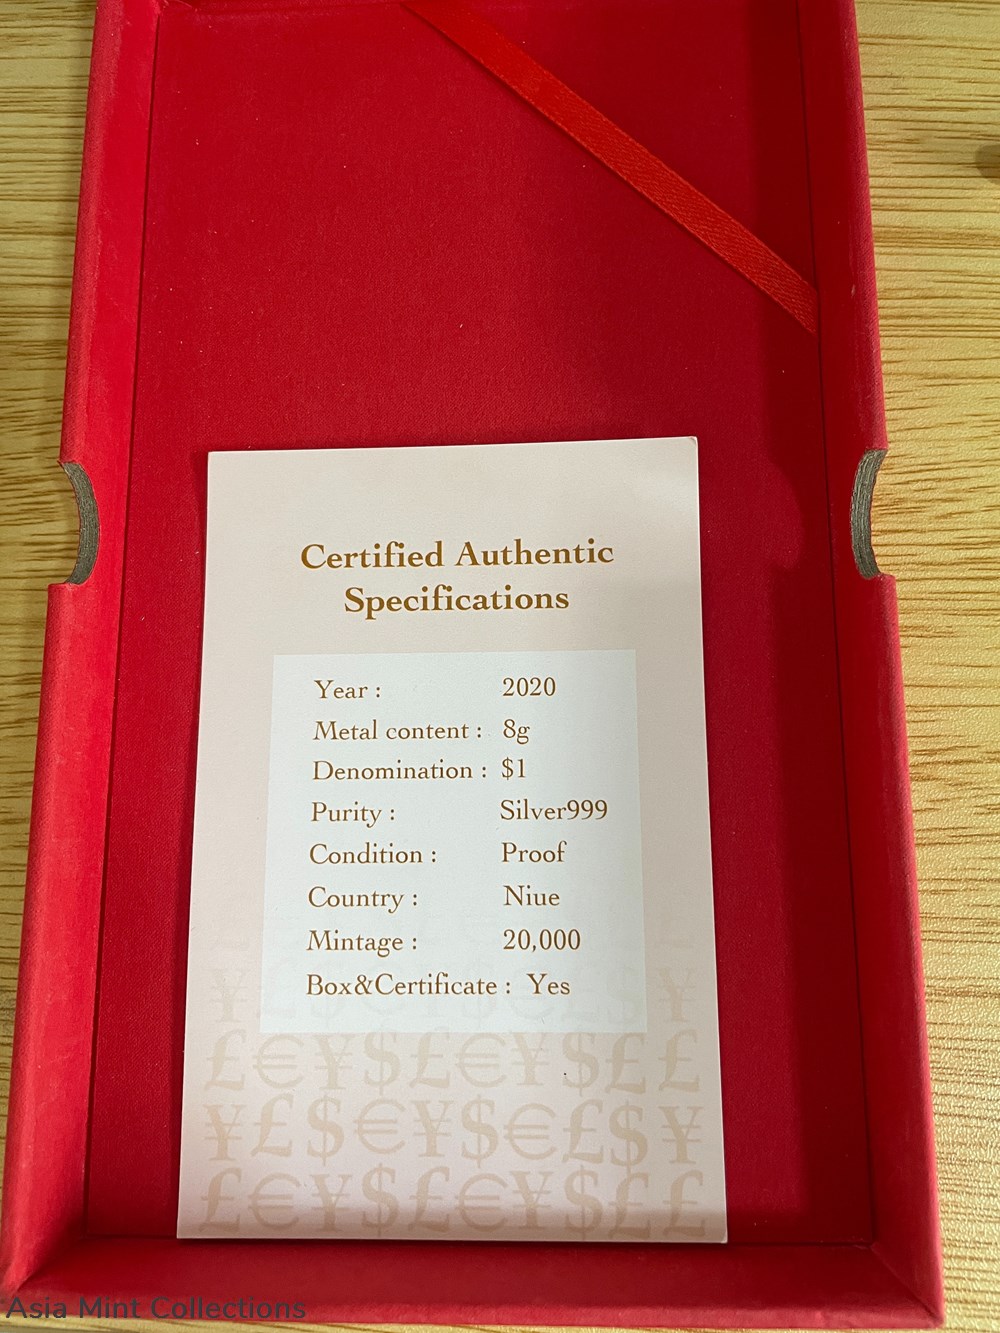 Certified Authentic
Specifications
Year : 2020
Metal content : 8g
Denomination : $1
Purity : Silver999
Condition : Proof
Country : Niue
Mintage : 20,000
Box&Certificate : Yes
£€¥$£€¥$££
¥£$€¥$€£$¥
£€¥$£€¥$££
Asia Mint Collections